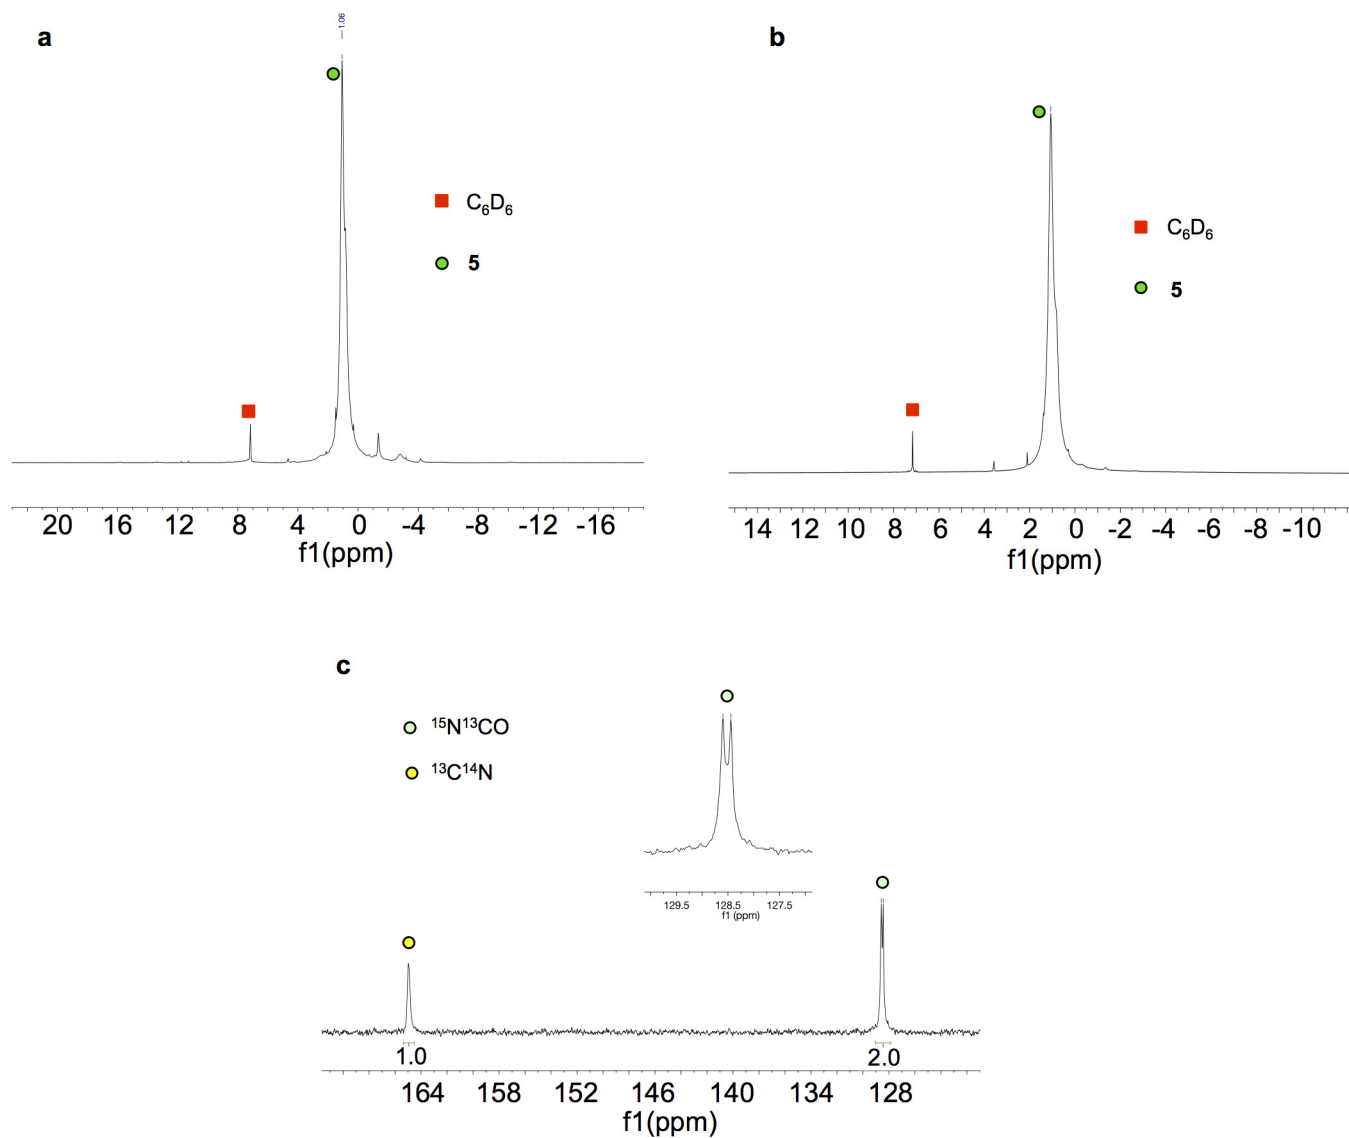 a
1.06
C₆D₆
5
20 16 12 8 4 0 -4 -8 -12 -16
f1(ppm)
b
C₆D₆
5
14 12 10 8 6 4 2 0 -2 -4 -6 -8 -10
f1(ppm)
c
¹⁵N¹³CO
¹³C¹⁴N
129.5 128.5 127.5
f1 (ppm)
1.0 2.0
164 158 152 146 140 134 128
f1(ppm)